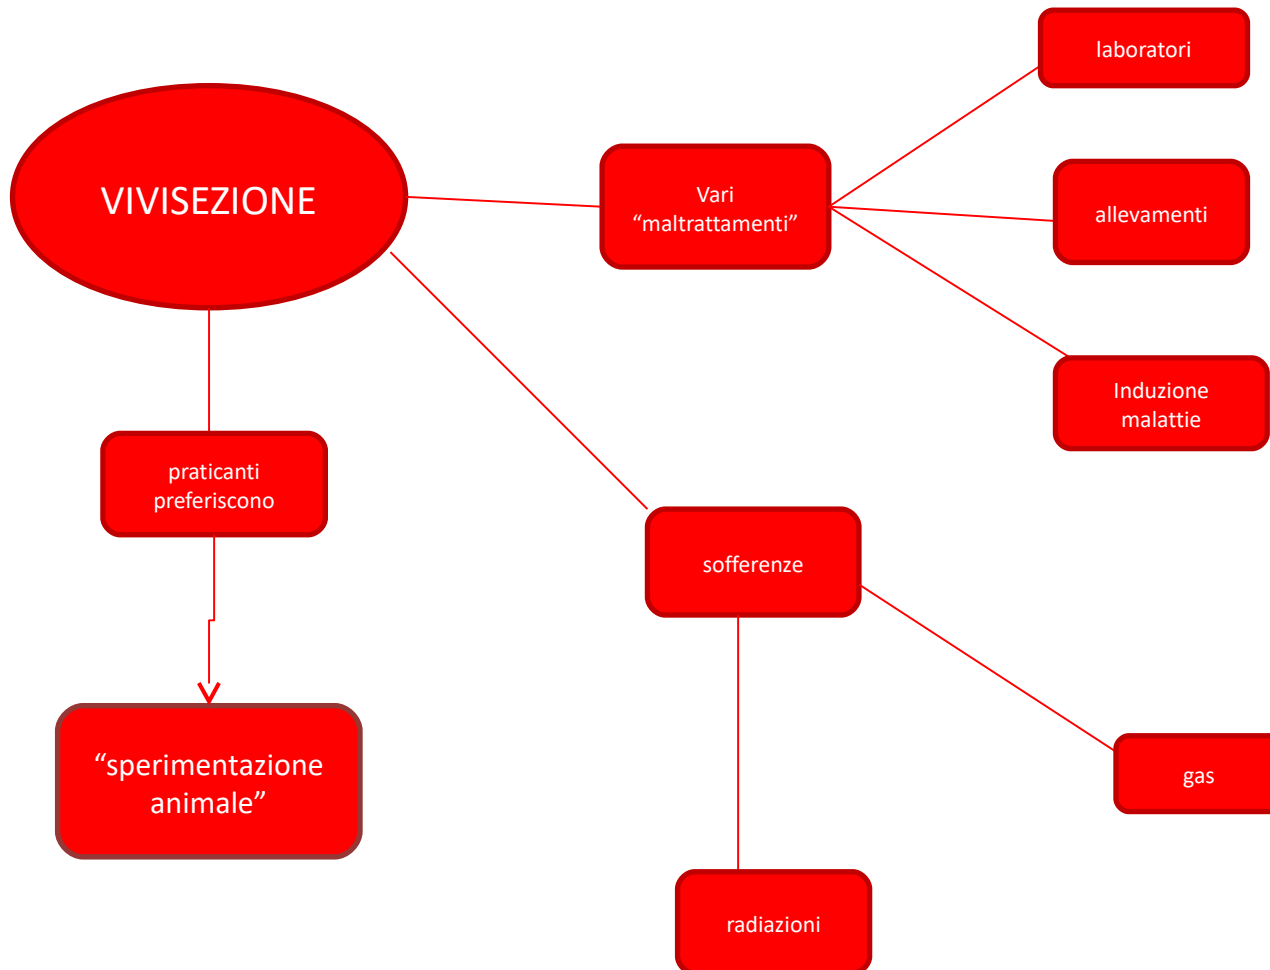 VIVISEZIONE
Vari
“maltrattamenti”
laboratori
allevamenti
Induzione
malattie
praticanti
preferiscono
“sperimentazione
animale”
sofferenze
gas
radiazioni